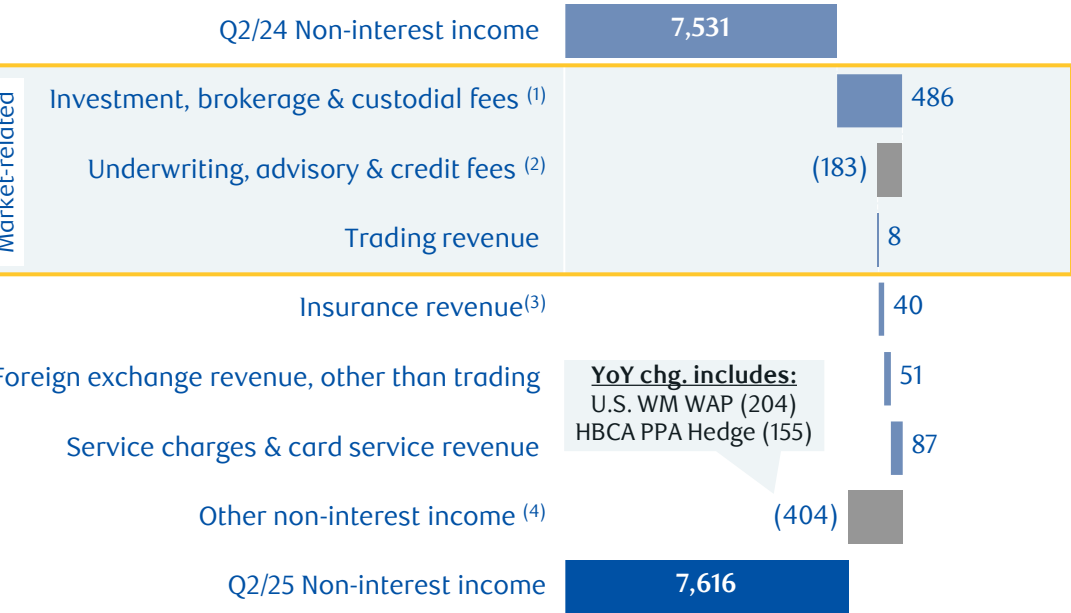 Q2/24 Non-interest income 7,531
Market-related
Investment, brokerage & custodial fees (1) 486
Underwriting, advisory & credit fees (2) (183)
Trading revenue 8
Insurance revenue(3) 40
Foreign exchange revenue, other than trading 51
YoY chg. includes:
U.S. WM WAP (204)
HBCA PPA Hedge (155)
Service charges & card service revenue 87
Other non-interest income (4) (404)
Q2/25 Non-interest income 7,616